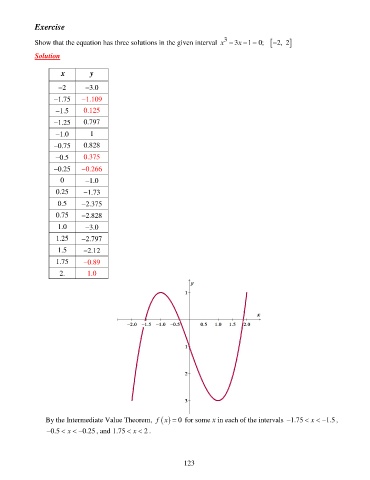 Exercise
Show that the equation has three solutions in the given interval x³ − 3x − 1 = 0; [−2, 2]
Solution
x y
−2 −3.0
−1.75 −1.109
−1.5 0.125
−1.25 0.797
−1.0 1
−0.75 0.828
−0.5 0.375
−0.25 −0.266
0 −1.0
0.25 −1.73
0.5 −2.375
0.75 −2.828
1.0 −3.0
1.25 −2.797
1.5 −2.12
1.75 −0.89
2. 1.0
y
1
x
−2.0 −1.5 −1.0 −0.5 0.5 1.0 1.5 2.0
1
2
3
By the Intermediate Value Theorem, f(x) = 0 for some x in each of the intervals −1.75 < x < −1.5,
−0.5 < x < −0.25, and 1.75 < x < 2.
123